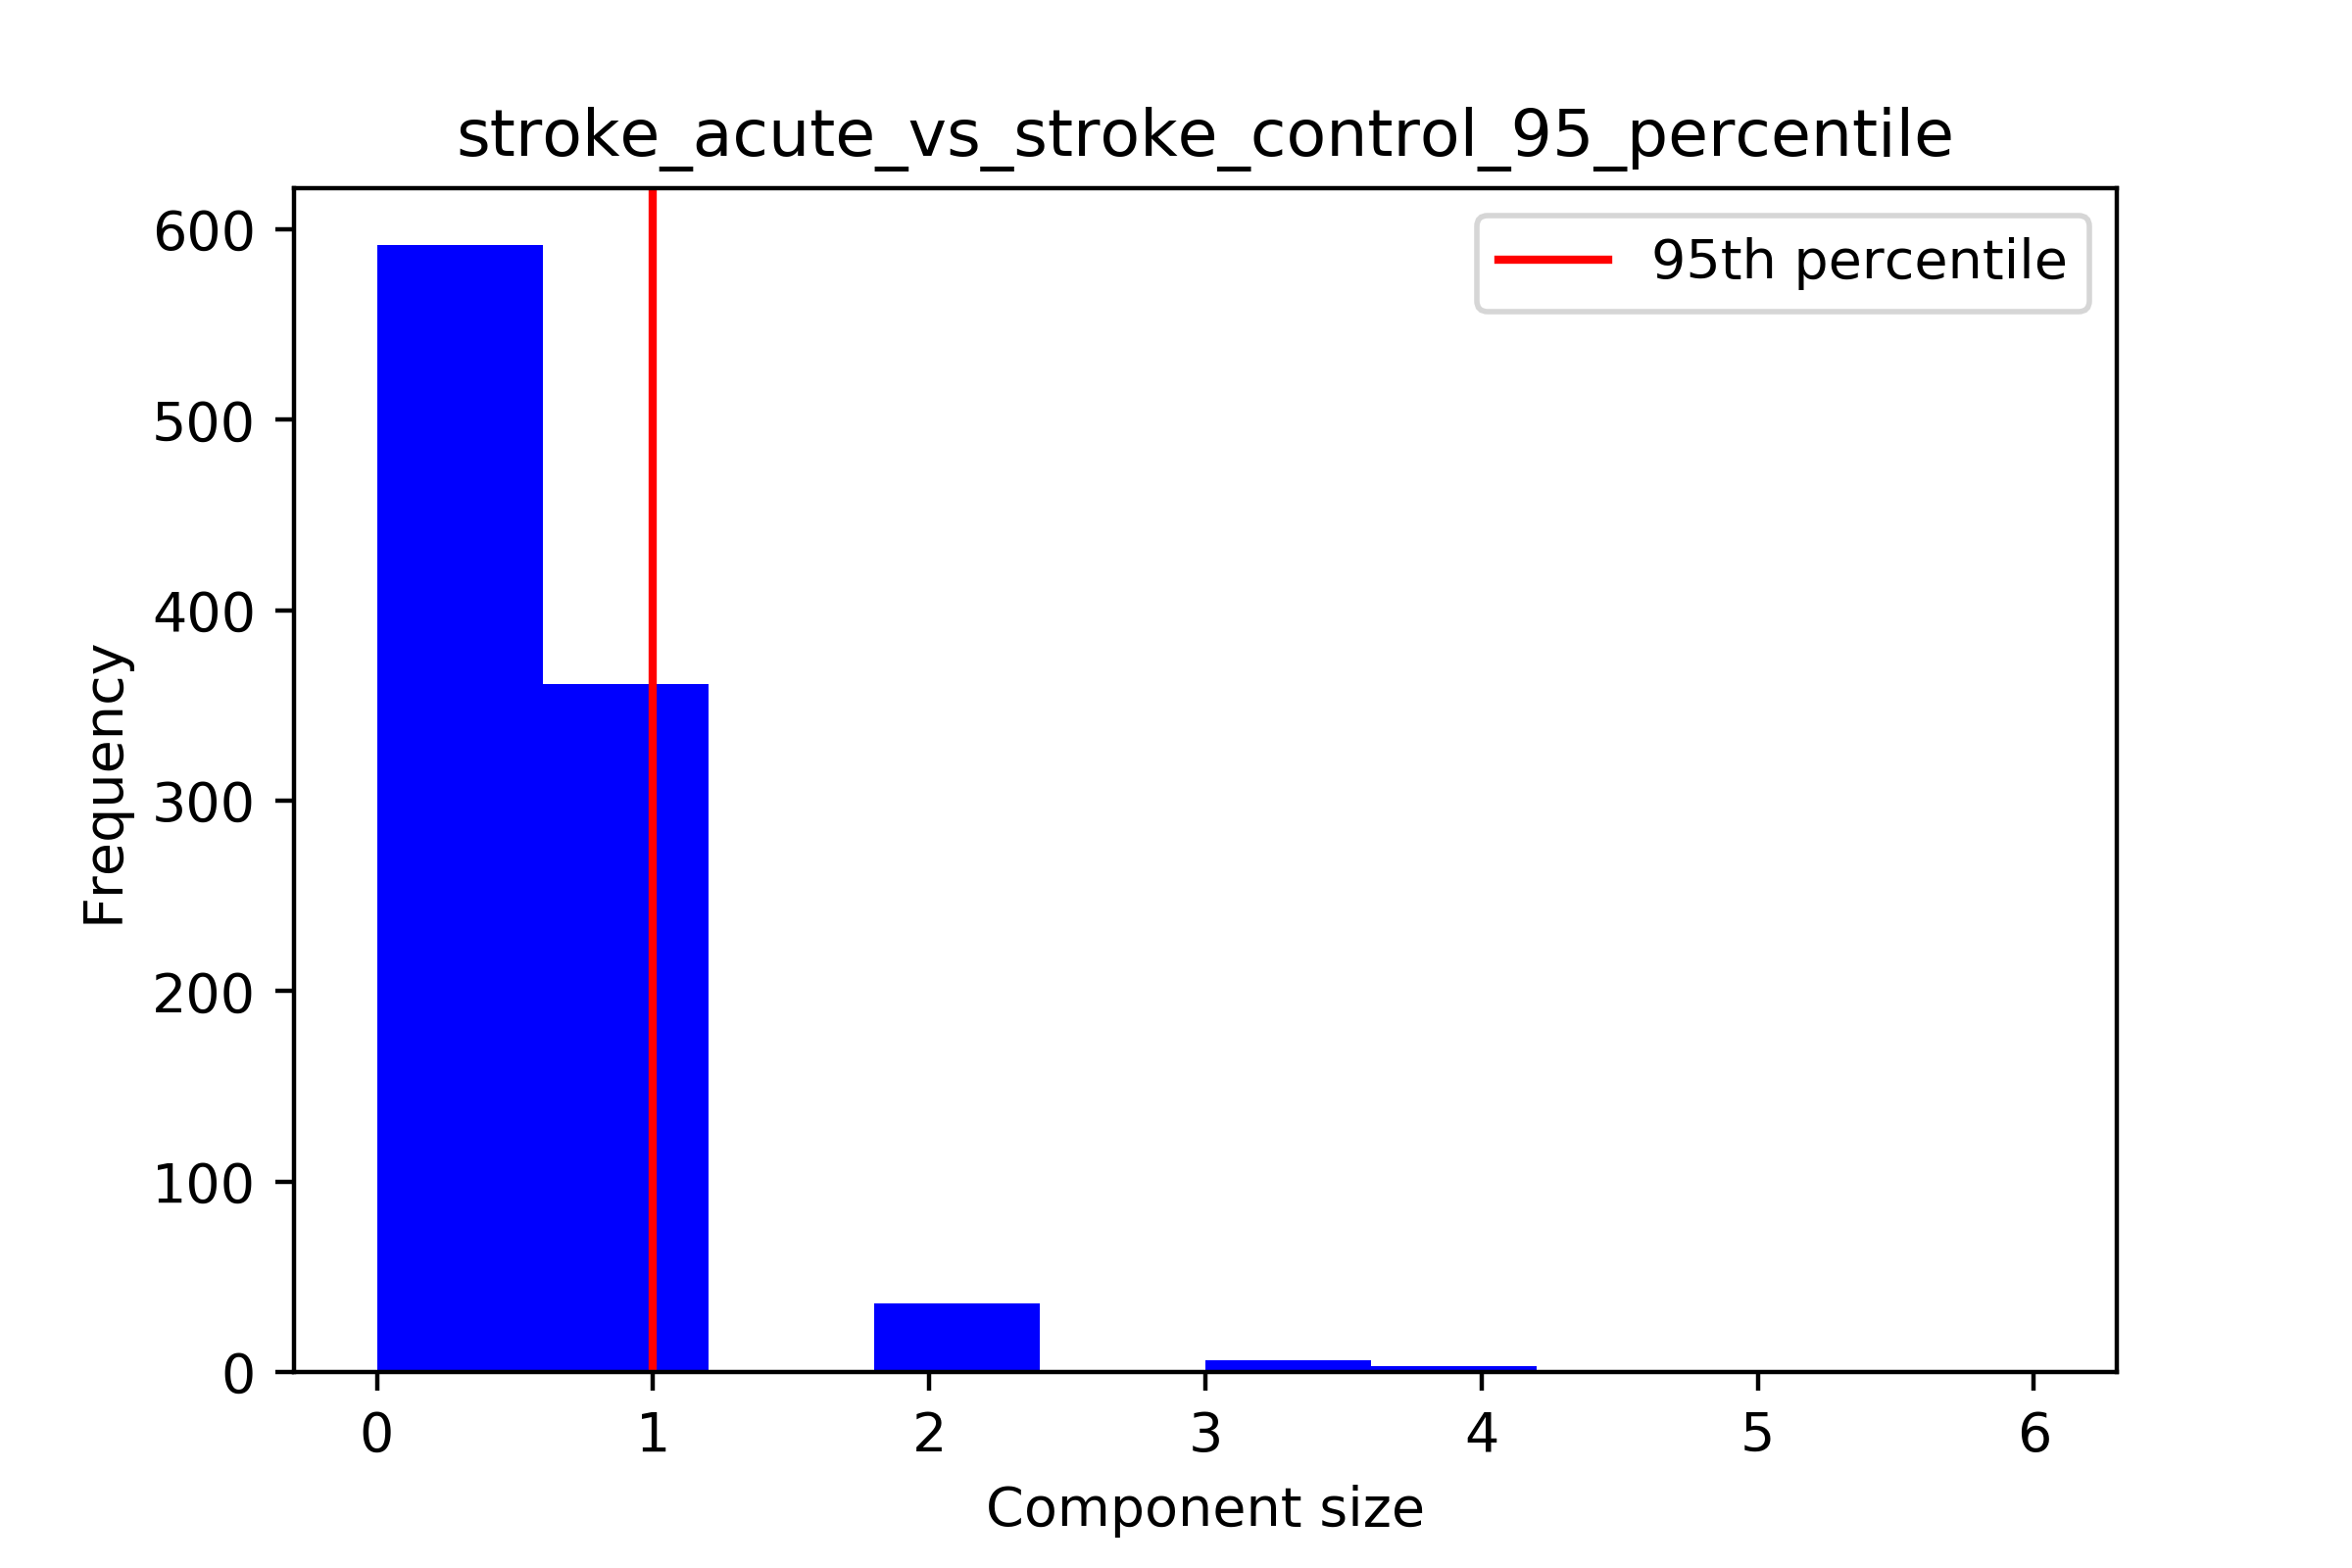 stroke_acute_vs_stroke_control_95_percentile
95th percentile
600
500
400
300
200
100
0
Frequency
0 1 2 3 4 5 6
Component size